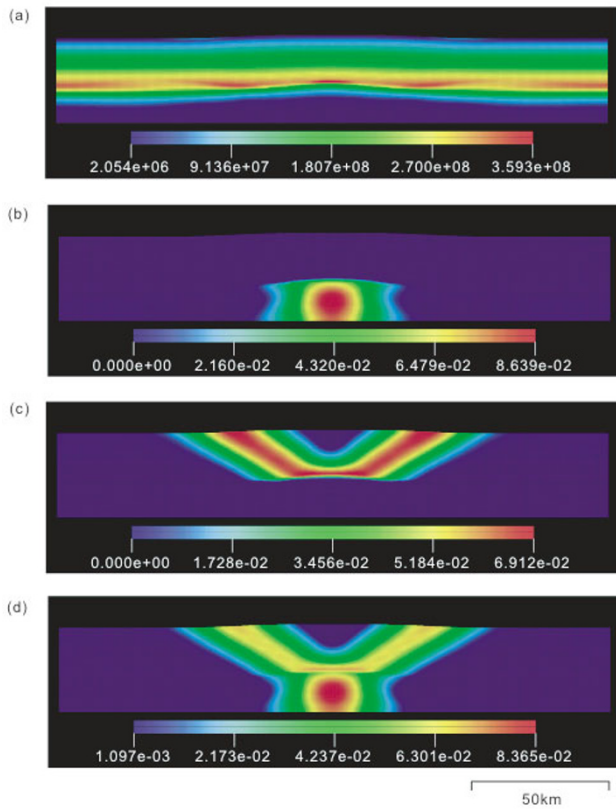 (a)
2.054e+06 9.136e+07 1.807e+08 2.700e+08 3.593e+08
(b)
0.000e+00 2.160e-02 4.320e-02 6.479e-02 8.639e-02
(c)
0.000e+00 1.728e-02 3.456e-02 5.184e-02 6.912e-02
(d)
1.097e-03 2.173e-02 4.237e-02 6.301e-02 8.365e-02
50km